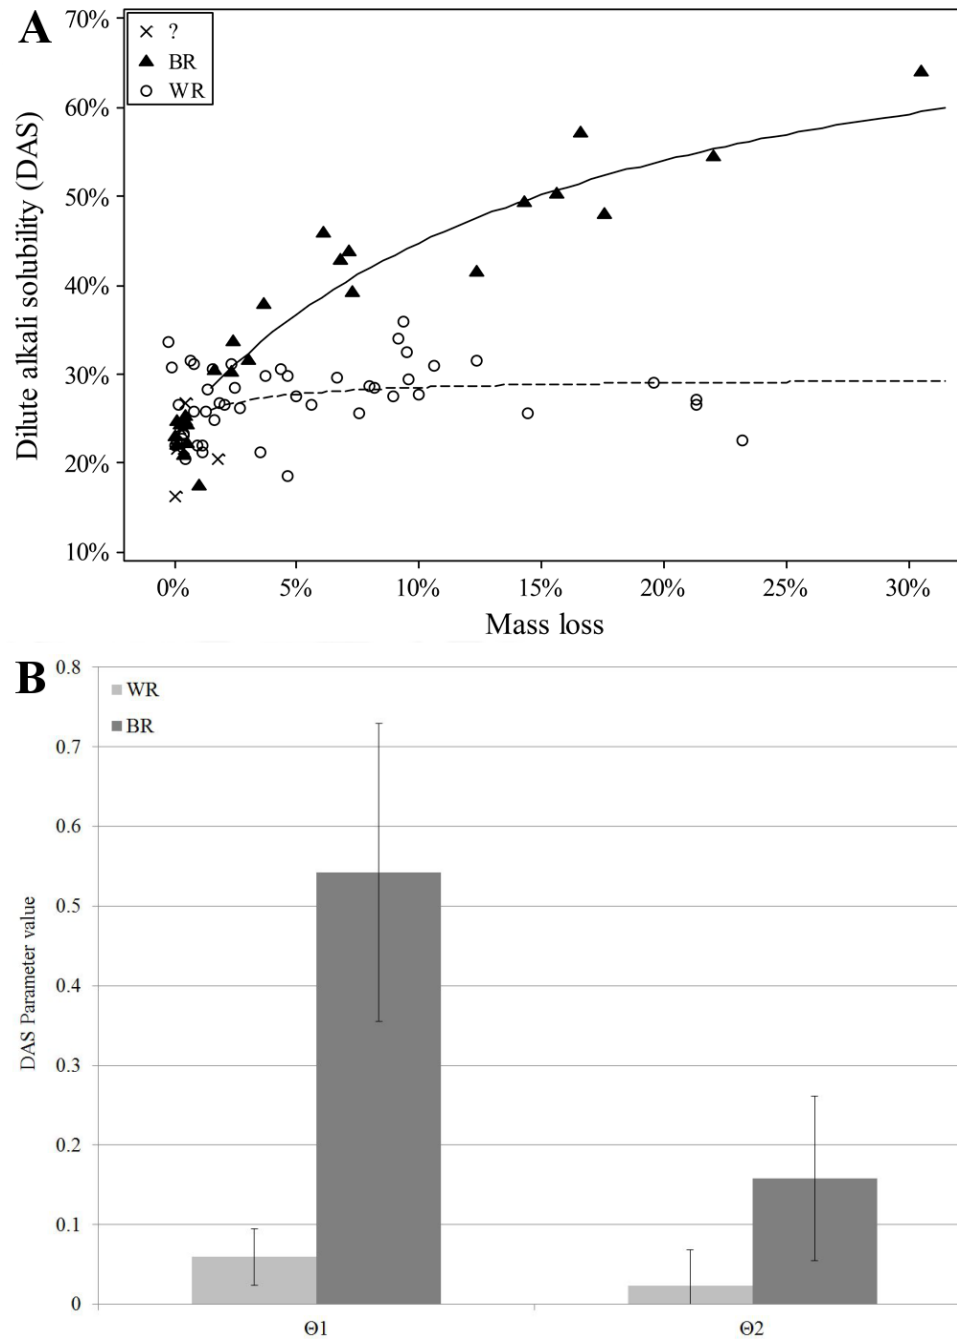 A
70%
60%
50%
40%
30%
20%
10%
Dilute alkali solubility (DAS)
?
BR
WR
0% 5% 10% 15% 20% 25% 30%
Mass loss
B
0.8
0.7
0.6
0.5
0.4
0.3
0.2
0.1
0
DAS Parameter value
WR
BR
Θ1 Θ2